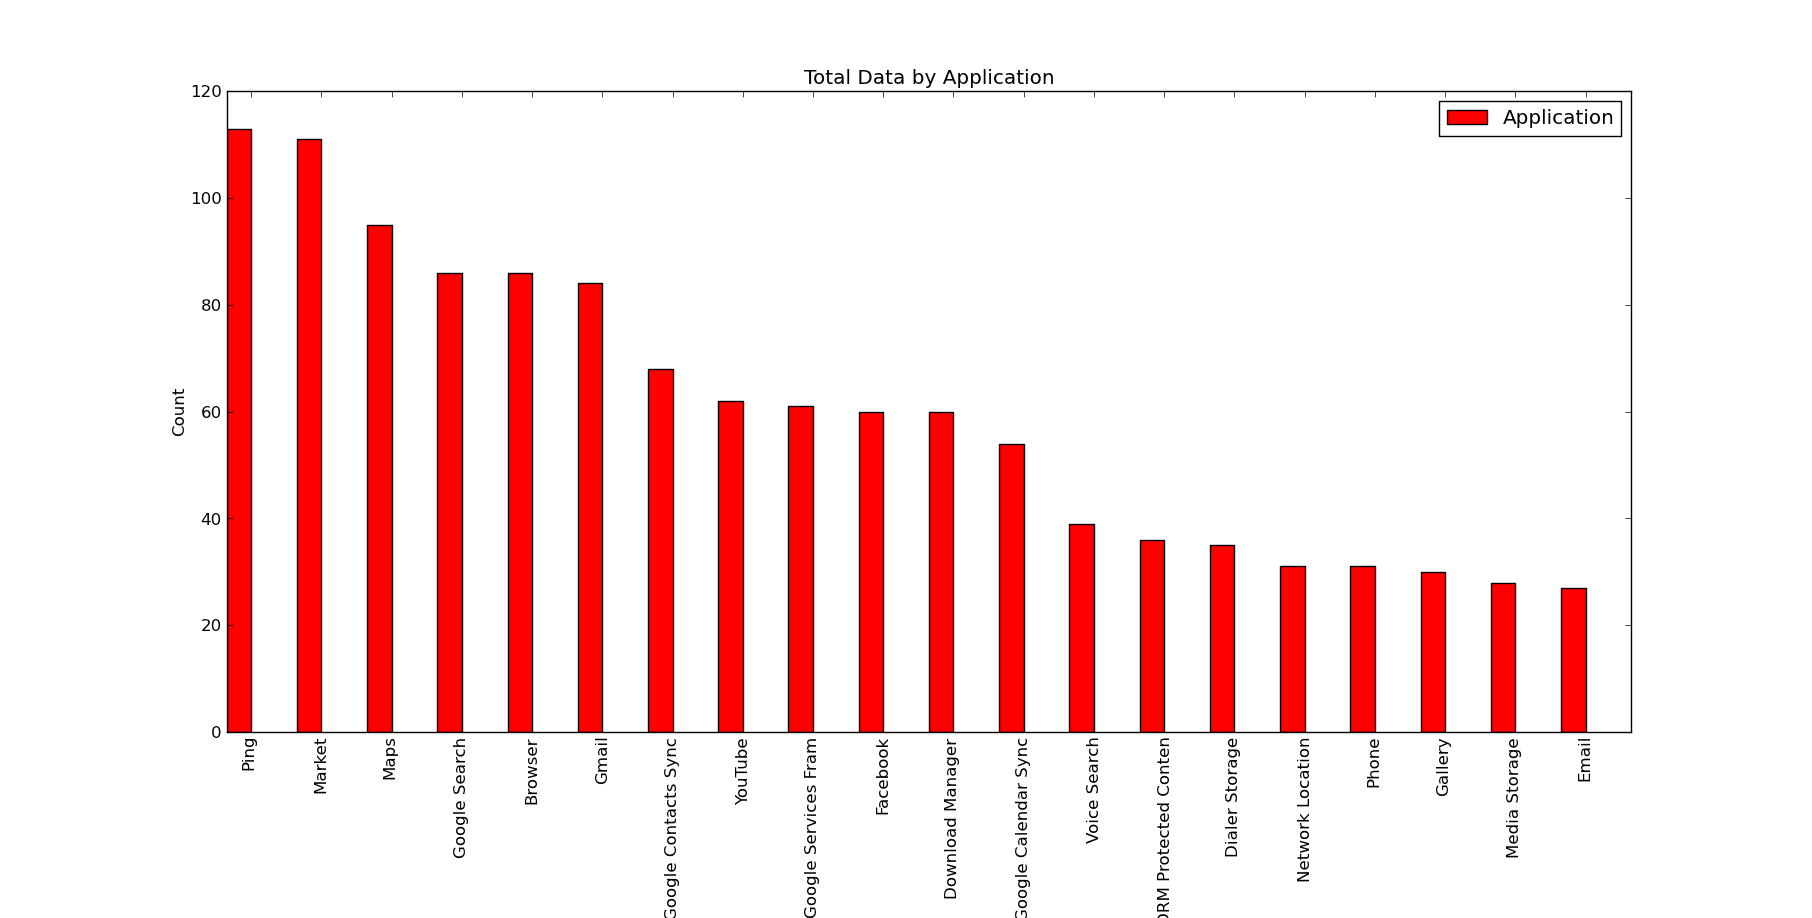 Total Data by Application
Application
Count
120
100
80
60
40
20
0
Ping
Market
Maps
Google Search
Browser
Gmail
Google Contacts Sync
YouTube
Google Services Fram
Facebook
Download Manager
Google Calendar Sync
Voice Search
DRM Protected Conten
Dialer Storage
Network Location
Phone
Gallery
Media Storage
Email